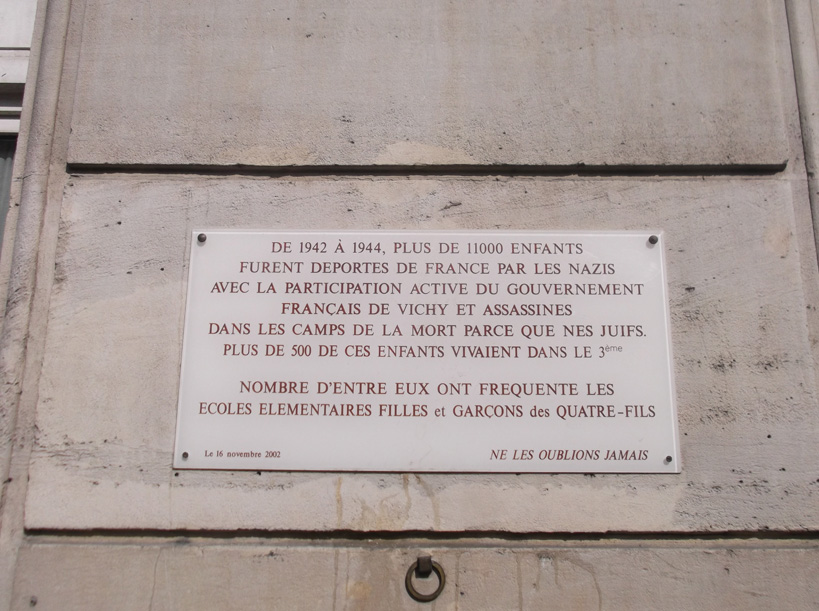 DE 1942 À 1944, PLUS DE 11000 ENFANTS
FURENT DEPORTES DE FRANCE PAR LES NAZIS
AVEC LA PARTICIPATION ACTIVE DU GOUVERNEMENT
FRANÇAIS DE VICHY ET ASSASSINES
DANS LES CAMPS DE LA MORT PARCE QUE NES JUIFS.
PLUS DE 500 DE CES ENFANTS VIVAIENT DANS LE 3ème
NOMBRE D'ENTRE EUX ONT FREQUENTE LES
ECOLES ELEMENTAIRES FILLES et GARÇONS des QUATRE-FILS
Le 16 novembre 2002 NE LES OUBLIONS JAMAIS